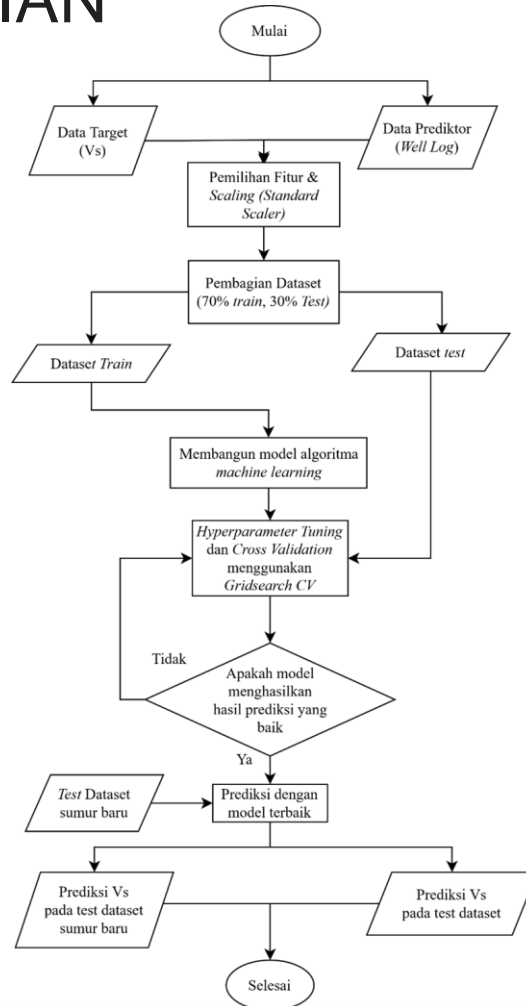 IAN
Mulai
Data Target
(Vs)
Data Prediktor
(Well Log)
Pemilihan Fitur &
Scaling (Standard
Scaler)
Pembagian Dataset
(70% train, 30% Test)
Dataset Train
Dataset test
Membangun model algoritma
machine learning
Hyperparameter Tuning
dan Cross Validation
menggunakan
Gridsearch CV
Tidak
Apakah model
menghasilkan
hasil prediksi yang
baik
Ya
Test Dataset
sumur baru
Prediksi dengan
model terbaik
Prediksi Vs
pada test dataset
sumur baru
Prediksi Vs
pada test dataset
Selesai